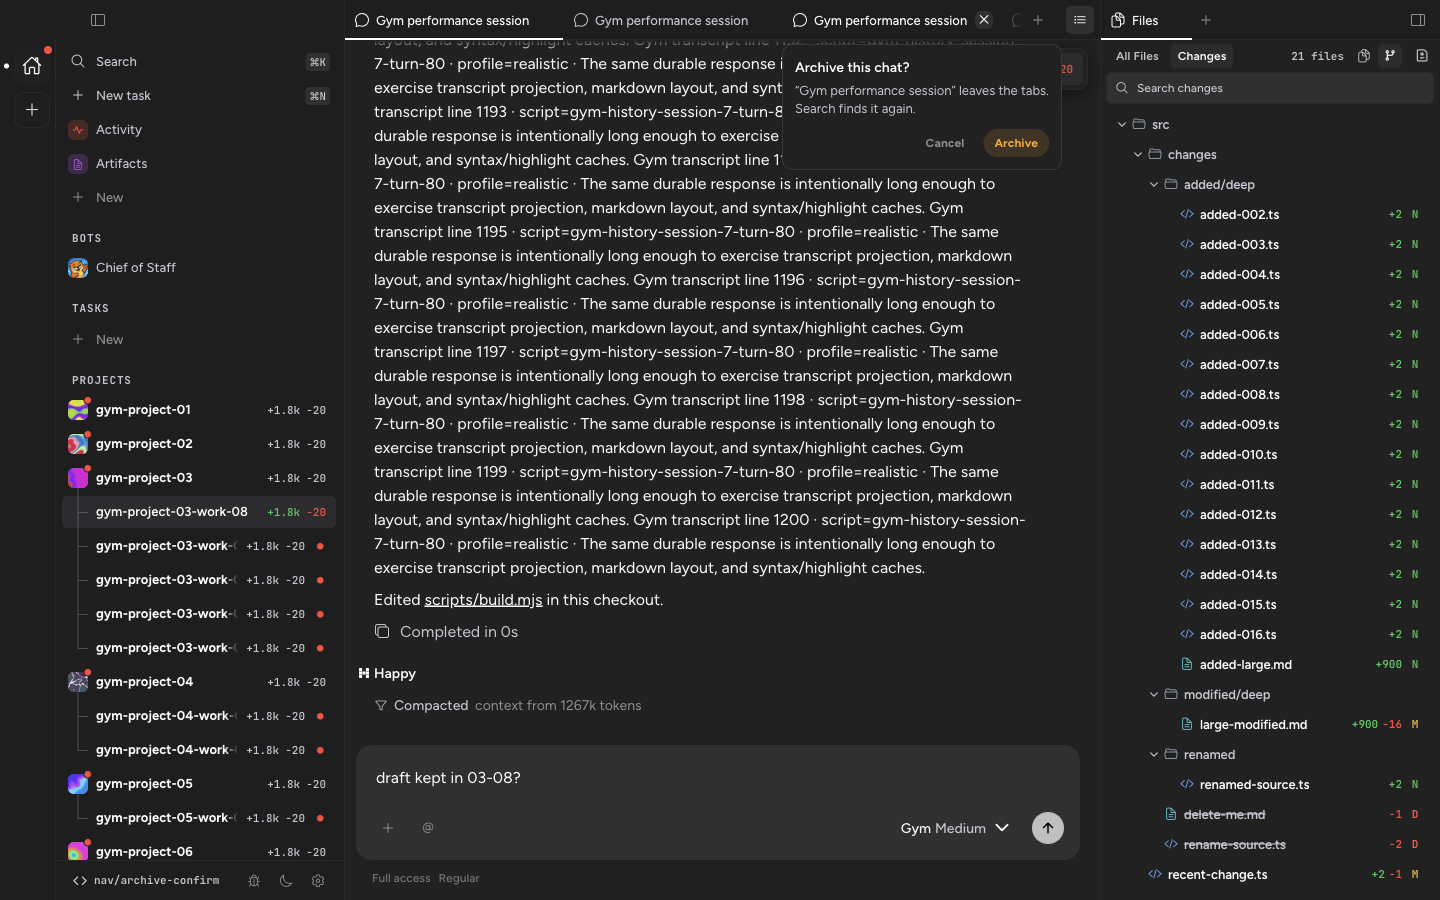 Search ⌘K
New task ⌘N
Activity
Artifacts
New
BOTS
Chief of Staff
TASKS
New
PROJECTS
gym-project-01 +1.8k -20
gym-project-02 +1.8k -20
gym-project-03 +1.8k -20
gym-project-03-work-08 +1.8k -20
gym-project-03-work- +1.8k -20
gym-project-03-work- +1.8k -20
gym-project-03-work- +1.8k -20
gym-project-03-work- +1.8k -20
gym-project-04 +1.8k -20
gym-project-04-work- +1.8k -20
gym-project-04-work- +1.8k -20
gym-project-05 +1.8k -20
gym-project-05-work- +1.8k -20
gym-project-06 +1.8k -20
nav/archive-confirm
Gym performance session
Gym performance session
Gym performance session
Archive this chat?
“Gym performance session” leaves the tabs.
Search finds it again.
Cancel
Archive
20
7-turn-80 · profile=realistic · The same durable response is
exercise transcript projection, markdown layout, and
transcript line 1193 · script=gym-history-session-7-turn-8
durable response is intentionally long enough to exercise
layout, and syntax/highlight caches. Gym transcript line
7-turn-80 · profile=realistic · The same durable response is intentionally long enough to
exercise transcript projection, markdown layout, and syntax/highlight caches. Gym
transcript line 1195 · script=gym-history-session-7-turn-80 · profile=realistic · The same
durable response is intentionally long enough to exercise transcript projection, markdown
layout, and syntax/highlight caches. Gym transcript line 1196 · script=gym-history-session-
7-turn-80 · profile=realistic · The same durable response is intentionally long enough to
exercise transcript projection, markdown layout, and syntax/highlight caches. Gym
transcript line 1197 · script=gym-history-session-7-turn-80 · profile=realistic · The same
durable response is intentionally long enough to exercise transcript projection, markdown
layout, and syntax/highlight caches. Gym transcript line 1198 · script=gym-history-session-
7-turn-80 · profile=realistic · The same durable response is intentionally long enough to
exercise transcript projection, markdown layout, and syntax/highlight caches. Gym
transcript line 1199 · script=gym-history-session-7-turn-80 · profile=realistic · The same
durable response is intentionally long enough to exercise transcript projection, markdown
layout, and syntax/highlight caches. Gym transcript line 1200 · script=gym-history-session-
7-turn-80 · profile=realistic · The same durable response is intentionally long enough to
exercise transcript projection, markdown layout, and syntax/highlight caches.
Edited scripts/build.mjs in this checkout.
Completed in 0s
Happy
Compacted context from 1267k tokens
draft kept in 03-08?
@ Gym Medium
Full access Regular
Files
All Files Changes 21 files
Search changes
src
changes
added/deep
added-002.ts +2 N
added-003.ts +2 N
added-004.ts +2 N
added-005.ts +2 N
added-006.ts +2 N
added-007.ts +2 N
added-008.ts +2 N
added-009.ts +2 N
added-010.ts +2 N
added-011.ts +2 N
added-012.ts +2 N
added-013.ts +2 N
added-014.ts +2 N
added-015.ts +2 N
added-016.ts +2 N
added-large.md +900 N
modified/deep
large-modified.md +900 -16 M
renamed
renamed-source.ts +2 N
delete-me.md -1 D
rename-source.ts -2 D
recent-change.ts +2 -1 M